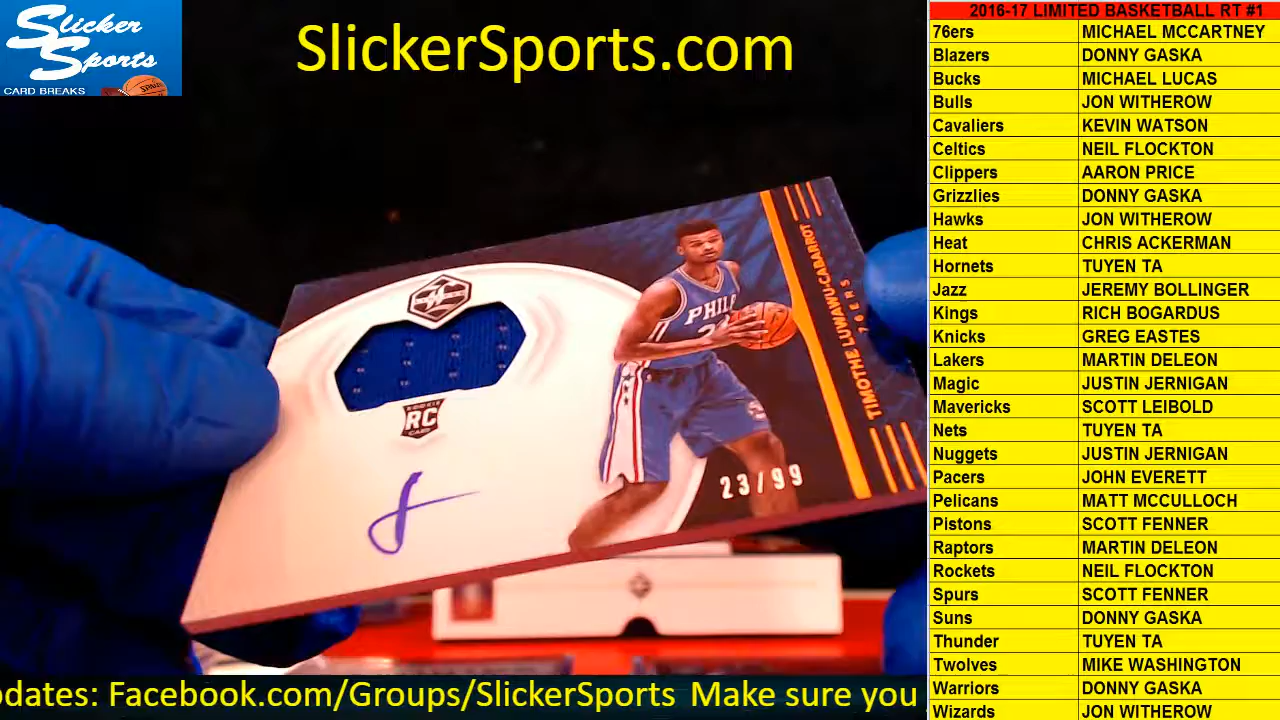 Slicker
Sports
CARD BREAKS
SlickerSports.com
TIMOTHE LUWAWU-CABARROT
76ERS
PHILA
ROOKIE
RC
CARD
23/99
pdates: Facebook.com/Groups/SlickerSports Make sure you
2016-17 LIMITED BASKETBALL RT #1
76ers MICHAEL MCCARTNEY
Blazers DONNY GASKA
Bucks MICHAEL LUCAS
Bulls JON WITHEROW
Cavaliers KEVIN WATSON
Celtics NEIL FLOCKTON
Clippers AARON PRICE
Grizzlies DONNY GASKA
Hawks JON WITHEROW
Heat CHRIS ACKERMAN
Hornets TUYEN TA
Jazz JEREMY BOLLINGER
Kings RICH BOGARDUS
Knicks GREG EASTES
Lakers MARTIN DELEON
Magic JUSTIN JERNIGAN
Mavericks SCOTT LEIBOLD
Nets TUYEN TA
Nuggets JUSTIN JERNIGAN
Pacers JOHN EVERETT
Pelicans MATT MCCULLOCH
Pistons SCOTT FENNER
Raptors MARTIN DELEON
Rockets NEIL FLOCKTON
Spurs SCOTT FENNER
Suns DONNY GASKA
Thunder TUYEN TA
Twolves MIKE WASHINGTON
Warriors DONNY GASKA
Wizards JON WITHEROW